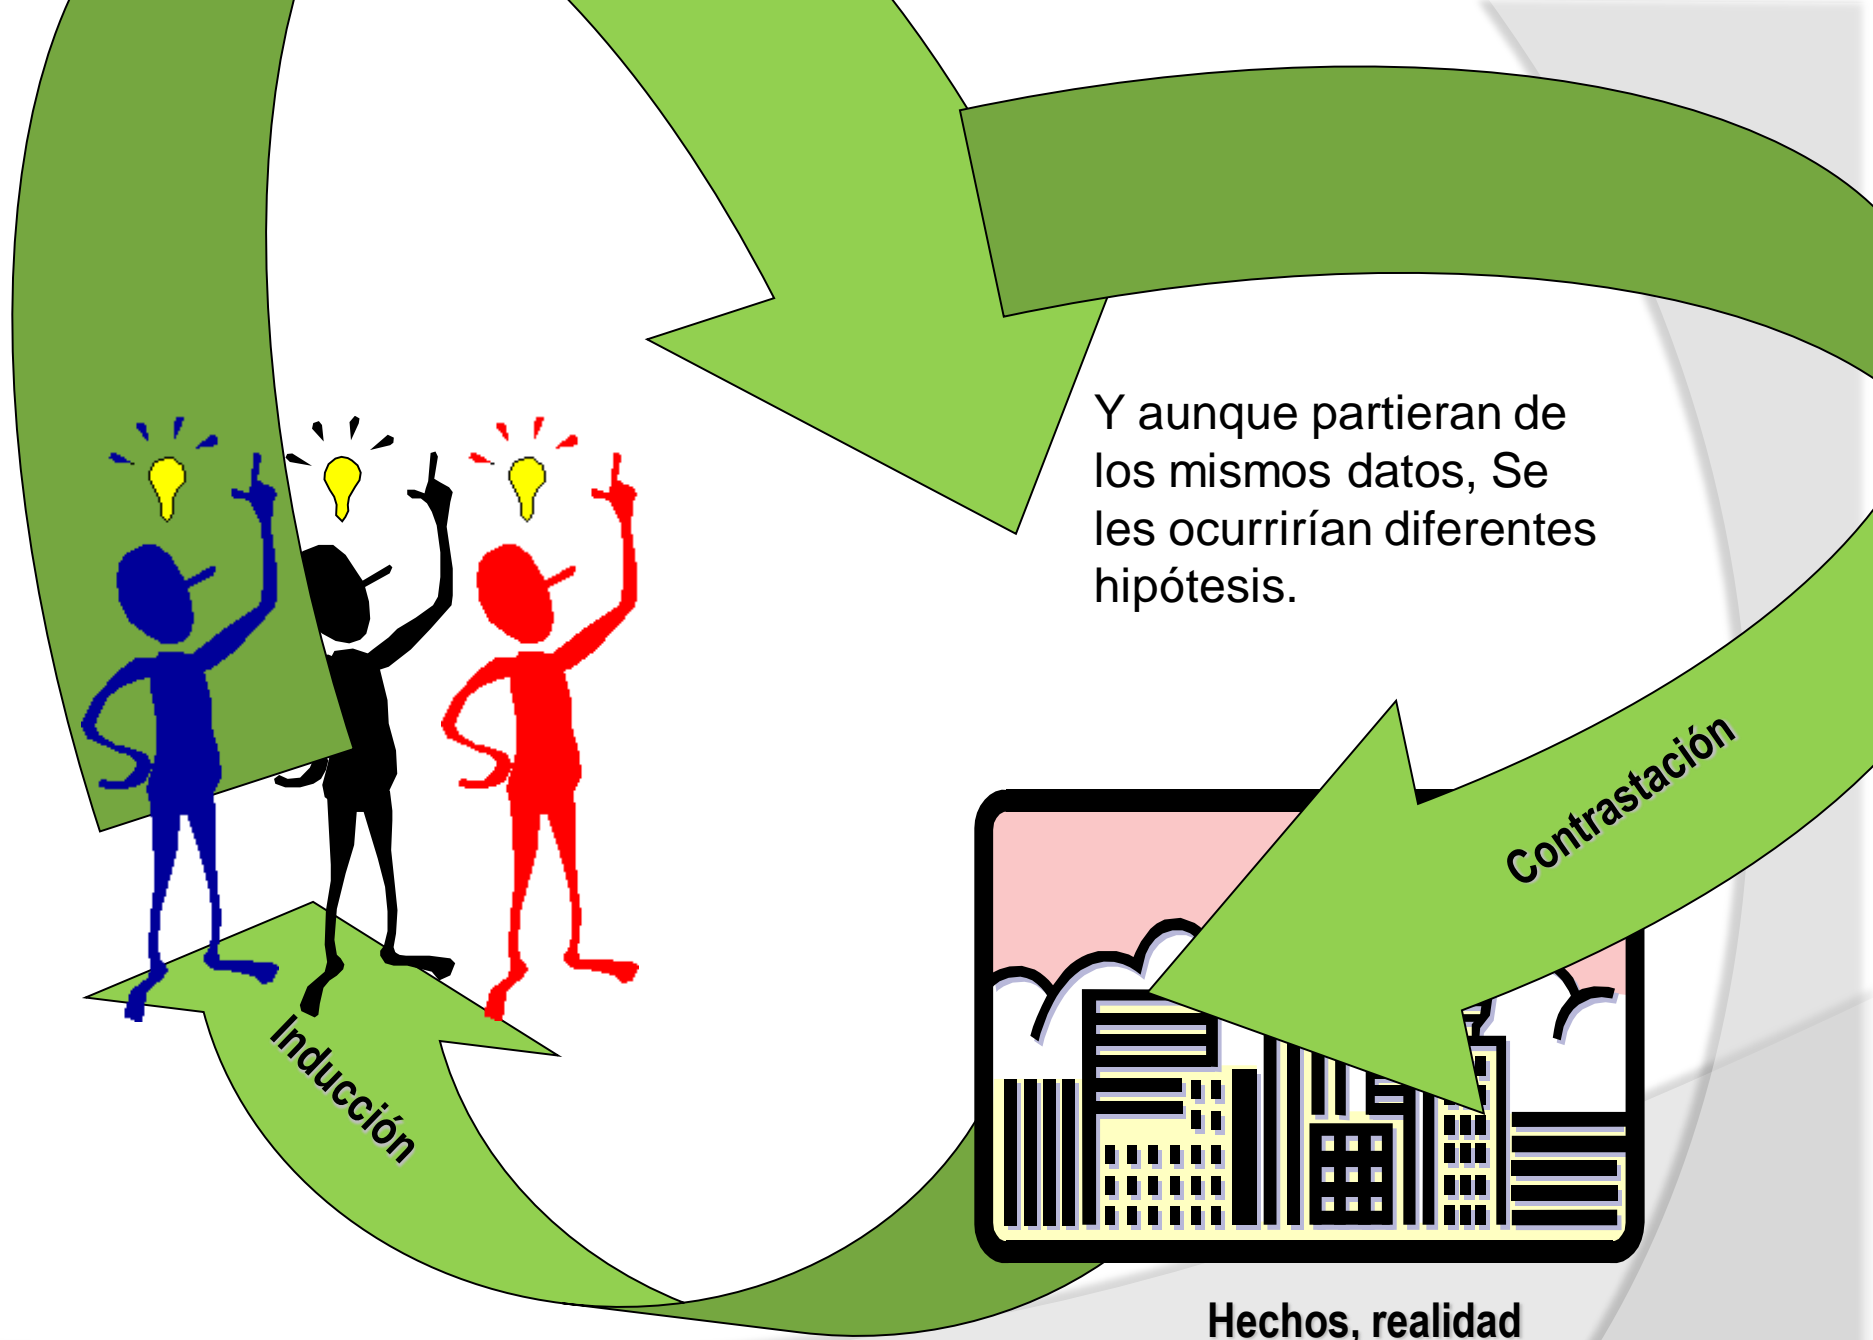 Y aunque partieran de
los mismos datos, Se
les ocurrirían diferentes
hipótesis.
Contrastación
Inducción
Hechos, realidad